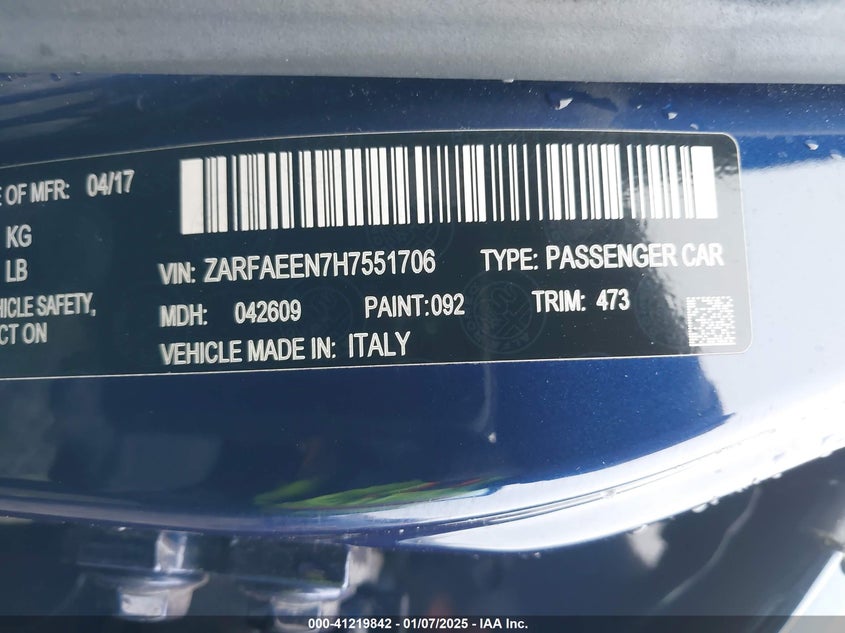 E OF MFR: 04/17
KG
LB
VIN: ZARFAEEN7H7551706 TYPE: PASSENGER CAR
HICLE SAFETY,
MDH: 042609 PAINT:092 TRIM: 473
CT ON
VEHICLE MADE IN: ITALY
000-41219842 — 01/07/2025 — IAA Inc.